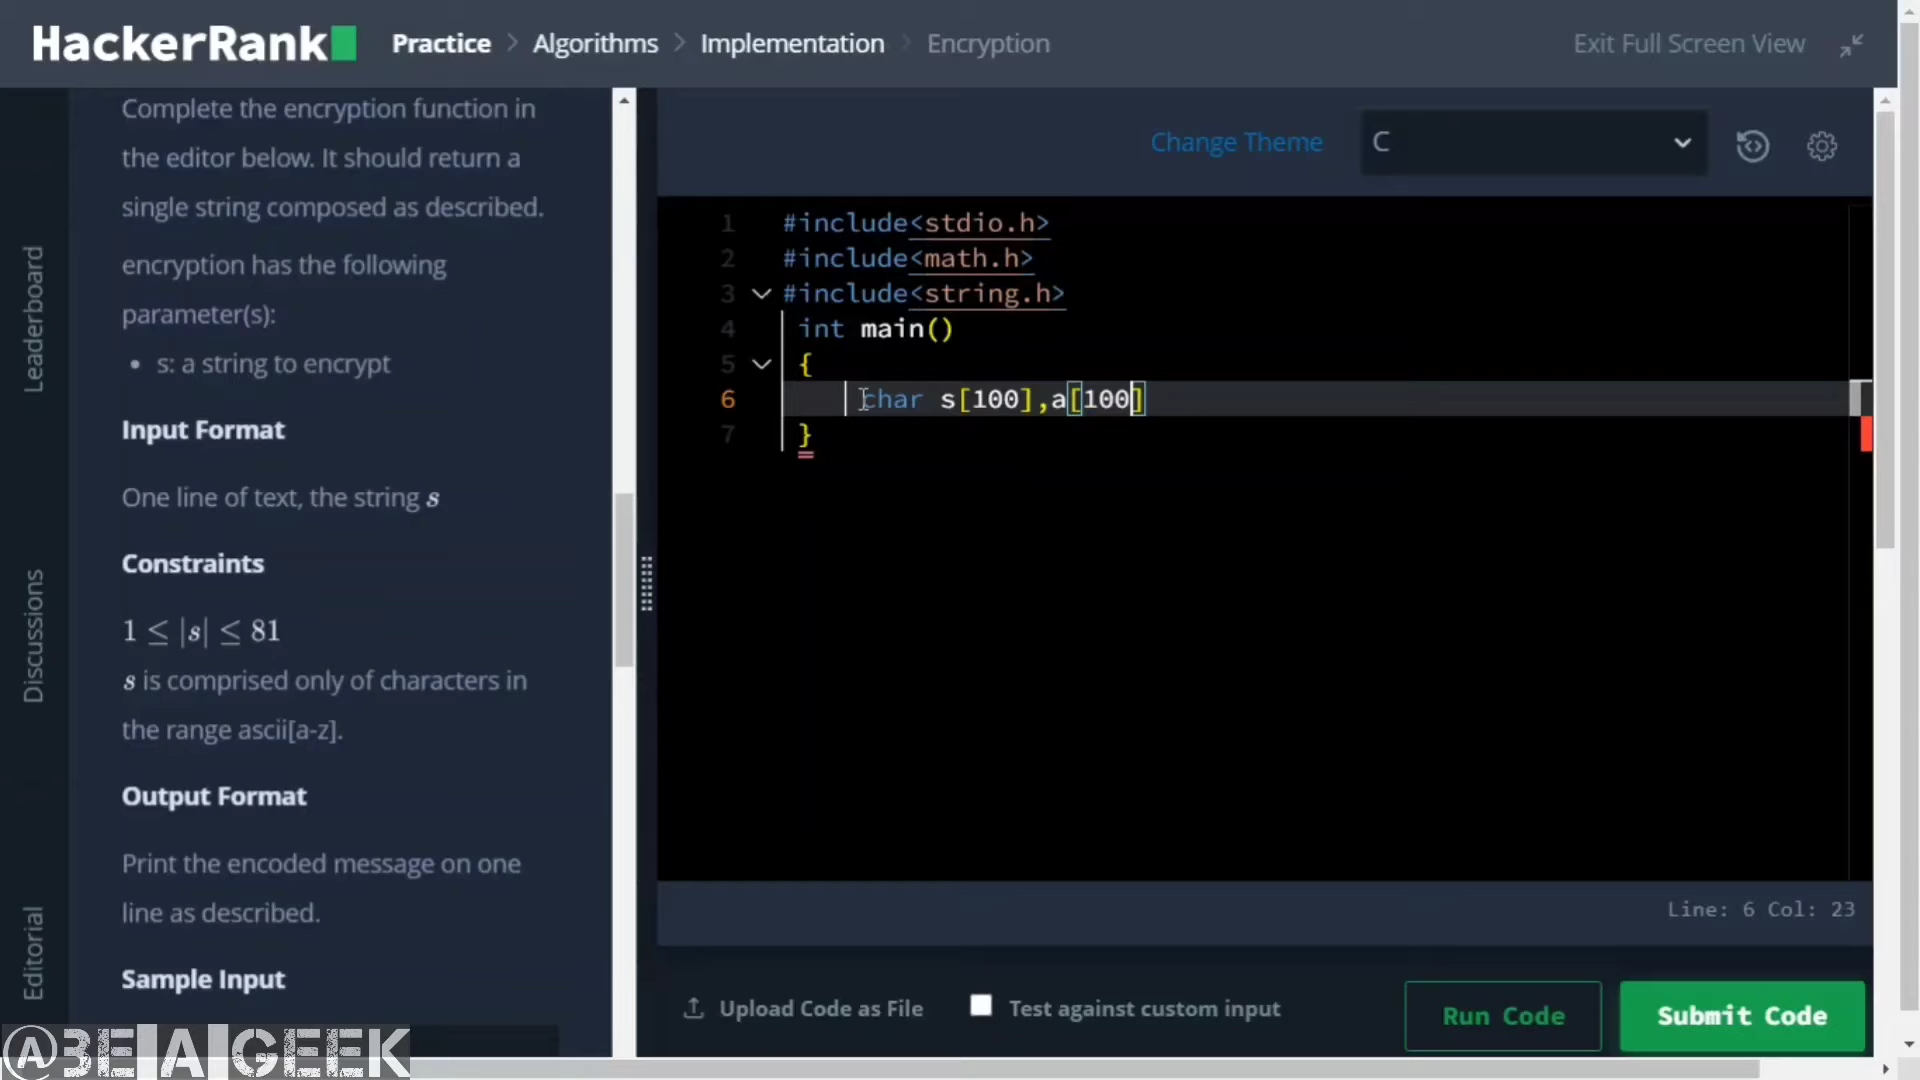 HackerRank
Practice > Algorithms > Implementation > Encryption
Exit Full Screen View
Leaderboard
Discussions
Editorial
Complete the encryption function in
the editor below. It should return a
single string composed as described.
encryption has the following
parameter(s):
• s: a string to encrypt
Input Format
One line of text, the string s
Constraints
1 ≤ |s| ≤ 81
s is comprised only of characters in
the range ascii[a-z].
Output Format
Print the encoded message on one
line as described.
Sample Input
Change Theme
C
1 #include<stdio.h>
2 #include<math.h>
3 #include<string.h>
4 int main()
5 {
6 char s[100],a[100]
7 }
Line: 6 Col: 23
Upload Code as File
Test against custom input
Run Code
Submit Code
@BE A GEEK